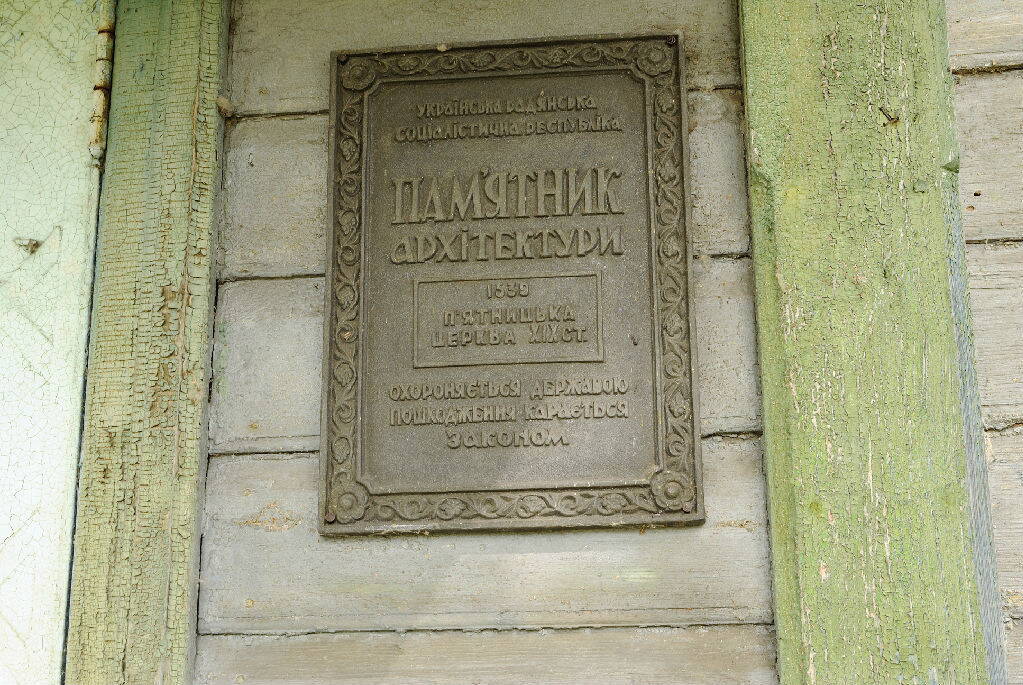 УКРАЇНСЬКА РАДЯНСЬКА
СОЦІАЛІСТИЧНА РЕСПУБЛІКА
ПАМ'ЯТНИК
АРХІТЕКТУРИ
1539
П'ЯТНИЦЬКА
ЦЕРКВА XIX СТ.
ОХОРОНЯЄТЬСЯ ДЕРЖАВОЮ
ПОШКОДЖЕННЯ КАРАЄТЬСЯ
ЗАКОНОМ